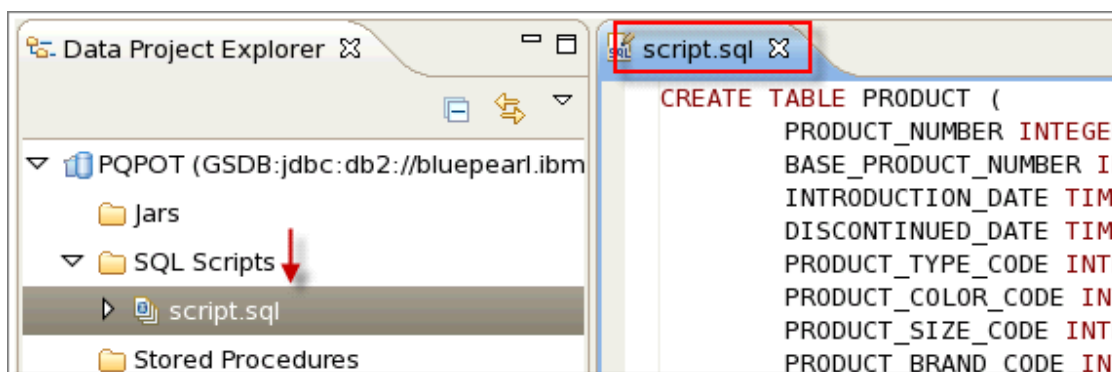 Data Project Explorer
script.sql
CREATE TABLE PRODUCT (
PRODUCT_NUMBER INTEGE
PQPOT (GSDB:jdbc:db2://bluepearl.ibm
BASE_PRODUCT_NUMBER I
INTRODUCTION_DATE TIM
Jars
DISCONTINUED_DATE TIM
SQL Scripts
PRODUCT_TYPE_CODE INT
script.sql
PRODUCT_COLOR_CODE IN
PRODUCT_SIZE_CODE INT
Stored Procedures
PRODUCT_BRAND_CODE IN